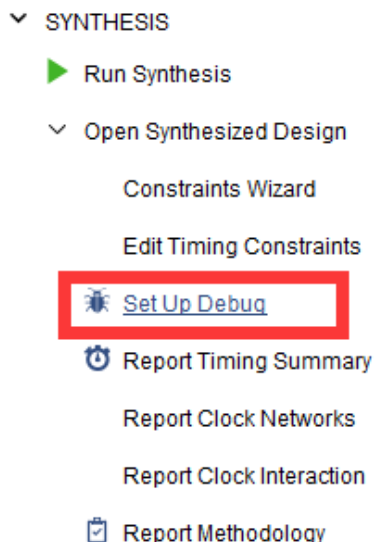 SYNTHESIS
Run Synthesis
Open Synthesized Design
Constraints Wizard
Edit Timing Constraints
Set Up Debug
Report Timing Summary
Report Clock Networks
Report Clock Interaction
Report Methodology